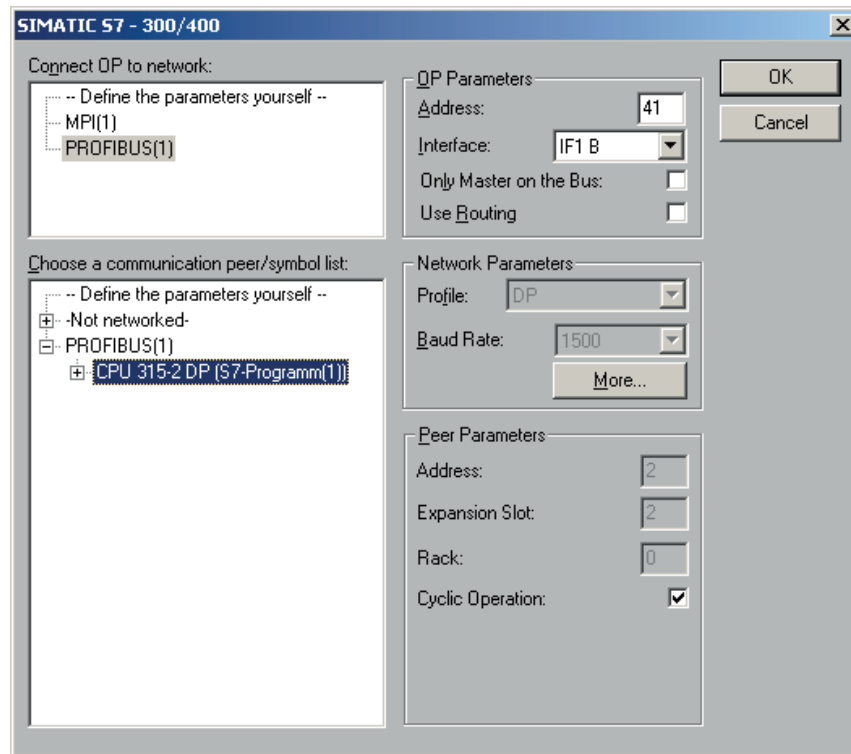 SIMATIC S7 - 300/400
Connect OP to network:
-- Define the parameters yourself --
MPI(1)
PROFIBUS(1)
Choose a communication peer/symbol list:
-- Define the parameters yourself --
-Not networked-
PROFIBUS(1)
CPU 315-2 DP (S7-Programm(1))
OP Parameters
Address: 41
Interface: IF1 B
Only Master on the Bus:
Use Routing
Network Parameters
Profile: DP
Baud Rate: 1500
More...
Peer Parameters
Address: 2
Expansion Slot: 2
Rack: 0
Cyclic Operation:
OK
Cancel